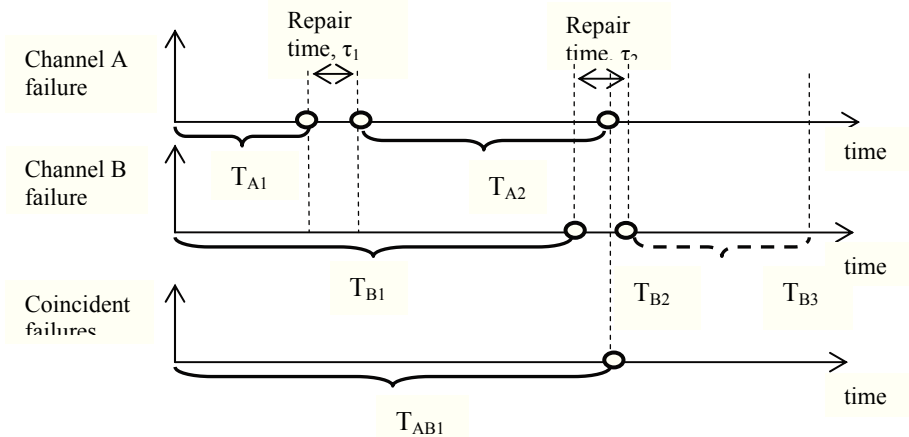 Repair
time, τ1
Repair
time, τ2
Channel A
failure
time
TA1
TA2
Channel B
failure
time
TB1
TB2
TB3
Coincident
failures
time
TAB1